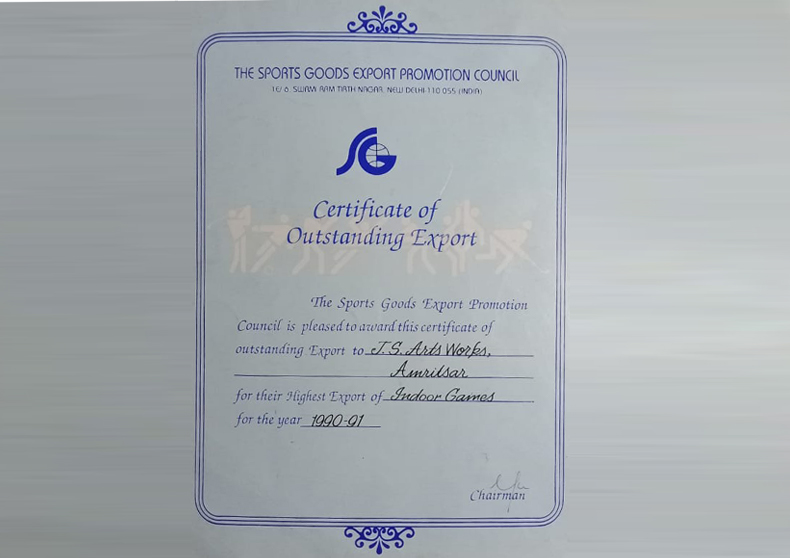 THE SPORTS GOODS EXPORT PROMOTION COUNCIL
1E/6, SWAMI RAM TIRTH NAGAR, NEW DELHI-110 055 (INDIA)
SG
Certificate of
Outstanding Export
The Sports Goods Export Promotion
Council is pleased to award this certificate of
outstanding Export to J.S. Arts Works,
Amritsar
for their Highest Export of Indoor Games
for the year 1990-91
Chairman